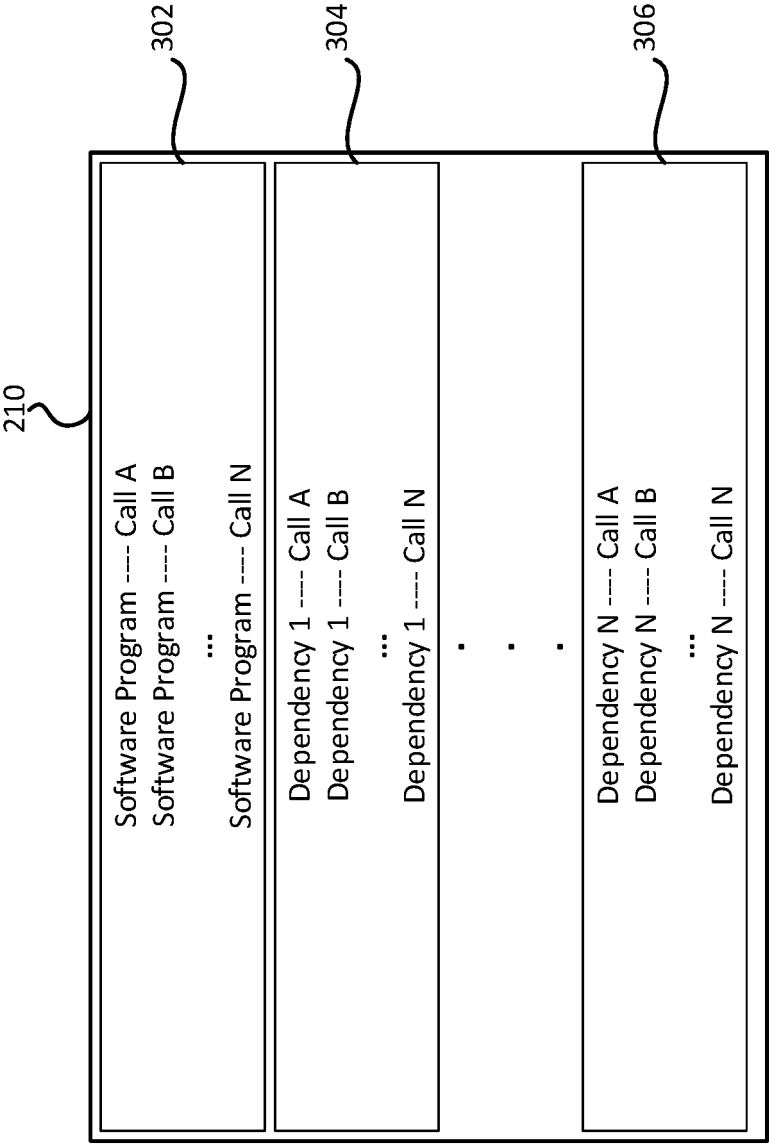 210
302
Software Program ---- Call A
Software Program ---- Call B
...
Software Program ---- Call N
304
Dependency 1 ---- Call A
Dependency 1 ---- Call B
...
Dependency 1 ---- Call N
. . .
306
Dependency N ---- Call A
Dependency N ---- Call B
...
Dependency N ---- Call N